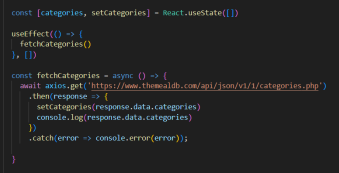 const [categories, setCategories] = React.useState([])
useEffect(() => {
fetchCategories()
}, [])
const fetchCategories = async () => {
await axios.get('https://www.themealdb.com/api/json/v1/1/categories.php')
.then(response => {
setCategories(response.data.categories)
console.log(response.data.categories)
})
.catch(error => console.error(error));
}